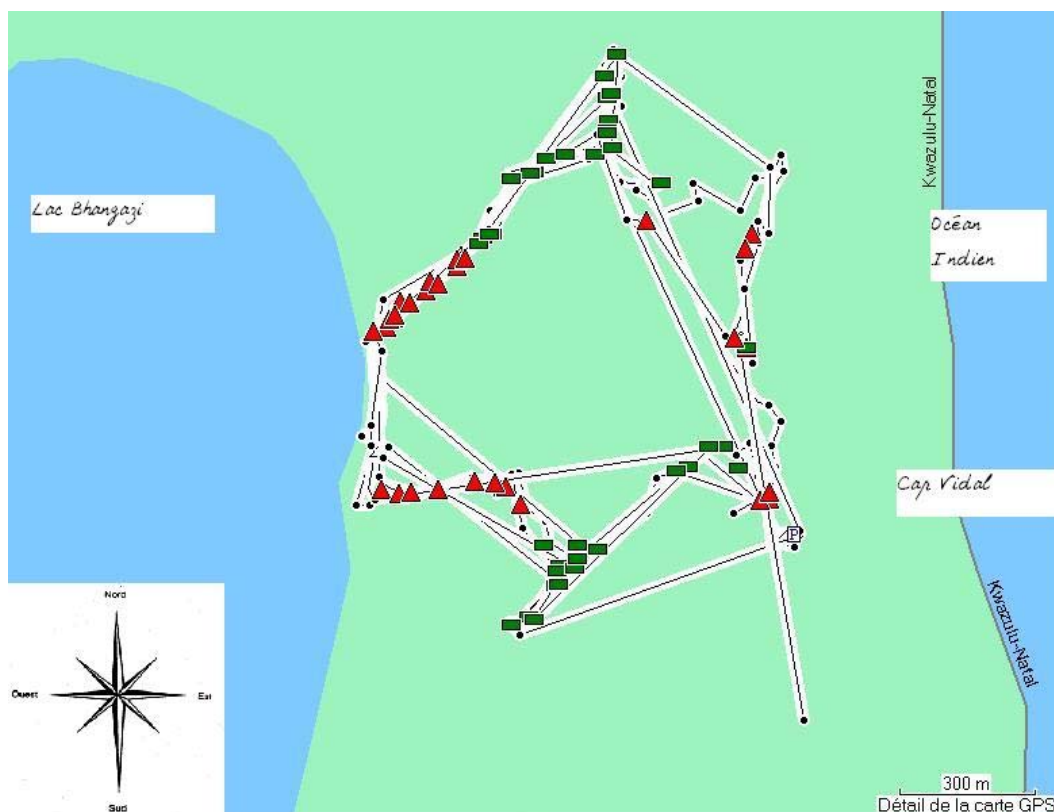 Kwazulu-Natal
Lac Bhangazi
Océan
Indien
Cap Vidal
P
Kwazulu-Natal
Nord
Ouest
Est
Sud
300 m
Détail de la carte GPS